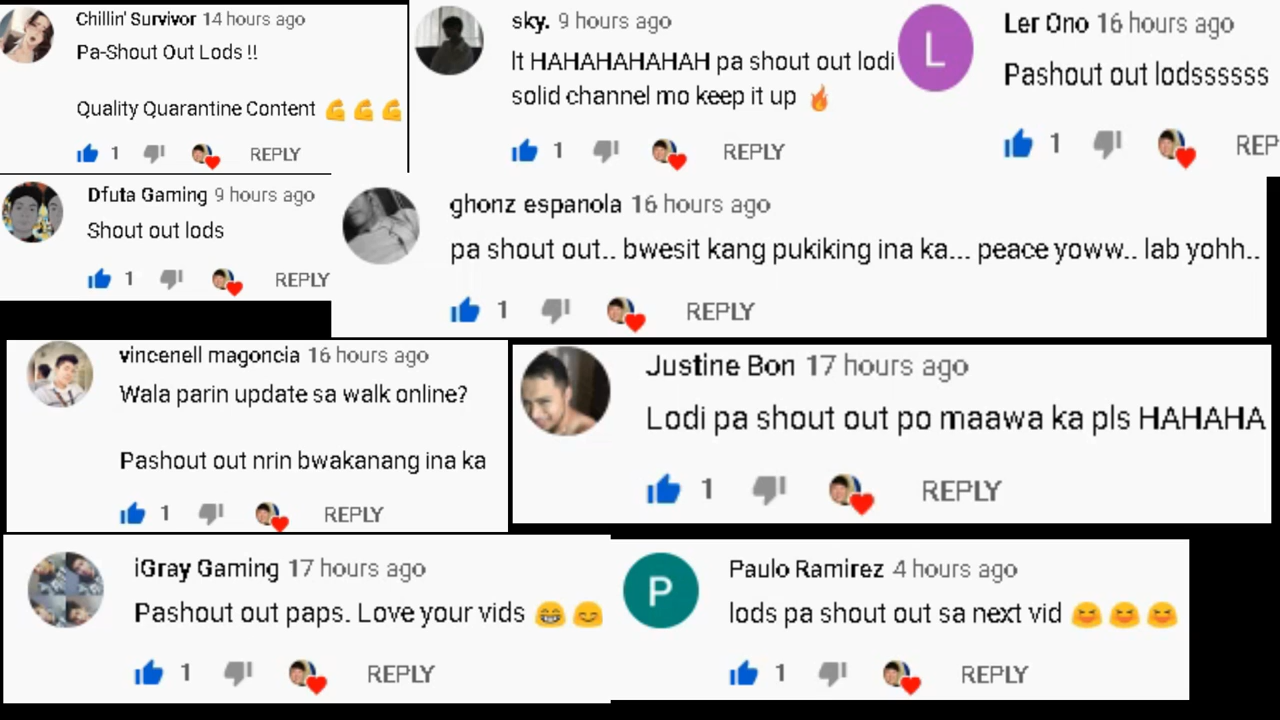 Chillin' Survivor 14 hours ago
Pa-Shout Out Lods !!
Quality Quarantine Content 💪💪💪
1 REPLY
sky. 9 hours ago
lt HAHAHAHAHAH pa shout out lodi
solid channel mo keep it up 🔥
1 REPLY
L
Ler Ono 16 hours ago
Pashout out lodssssss
1 REP
Dfuta Gaming 9 hours ago
Shout out lods
1 REPLY
ghonz espanola 16 hours ago
pa shout out.. bwesit kang pukiking ina ka... peace yoww.. lab yohh..
1 REPLY
vincenell magoncia 16 hours ago
Wala parin update sa walk online?
Pashout out nrin bwakanang ina ka
1 REPLY
Justine Bon 17 hours ago
Lodi pa shout out po maawa ka pls HAHAHA
1 REPLY
iGray Gaming 17 hours ago
Pashout out paps. Love your vids 😁😊
1 REPLY
P
Paulo Ramirez 4 hours ago
lods pa shout out sa next vid 😆😆😆
1 REPLY